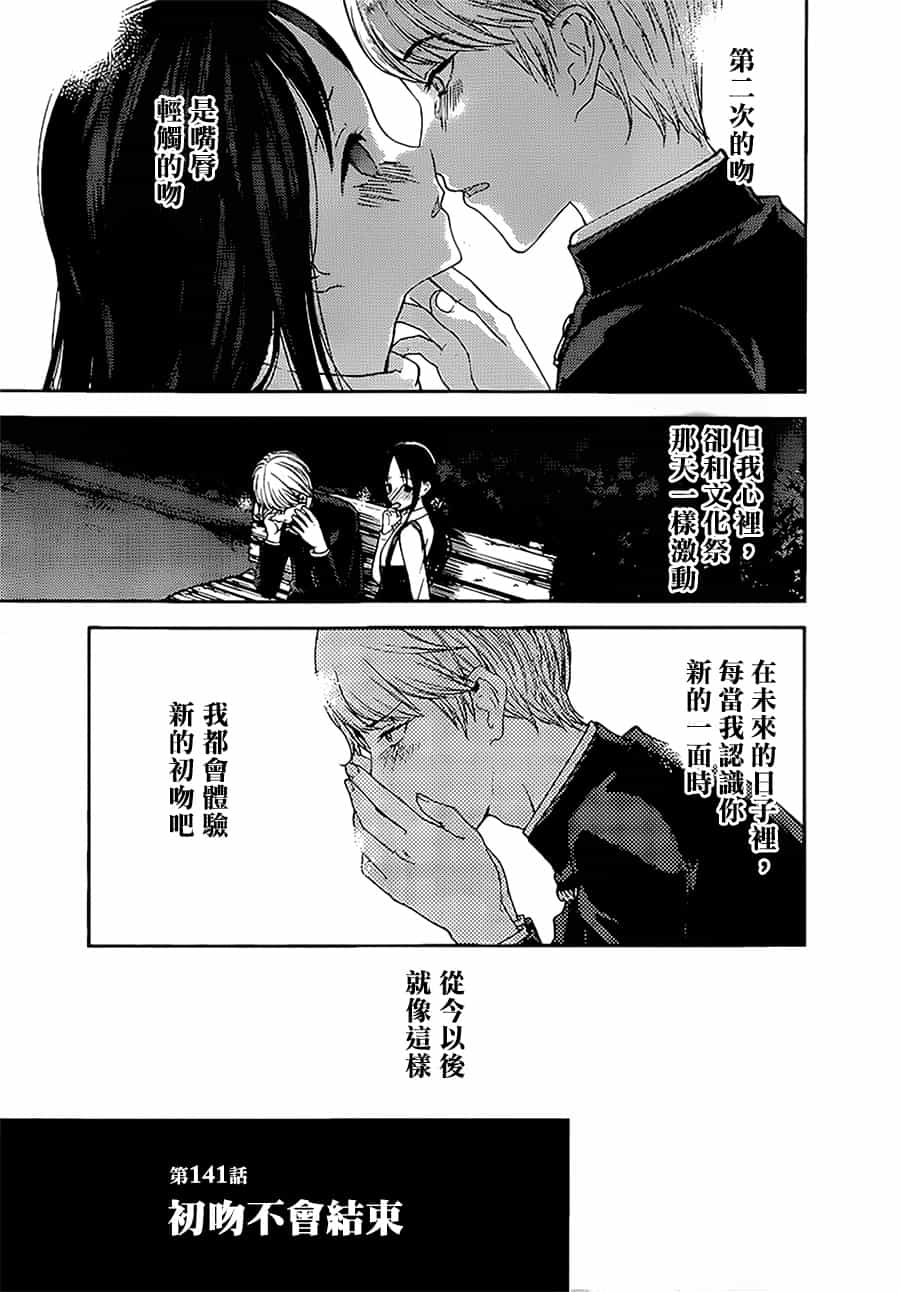 第二次的吻
是嘴唇
輕觸的吻
但我心裡，
卻和文化祭
那天一樣激動
在未來的日子裡，
每當我認識你
新的一面時
我都會體驗
新的初吻吧
從今以後
就像這樣
第141話
初吻不會結束